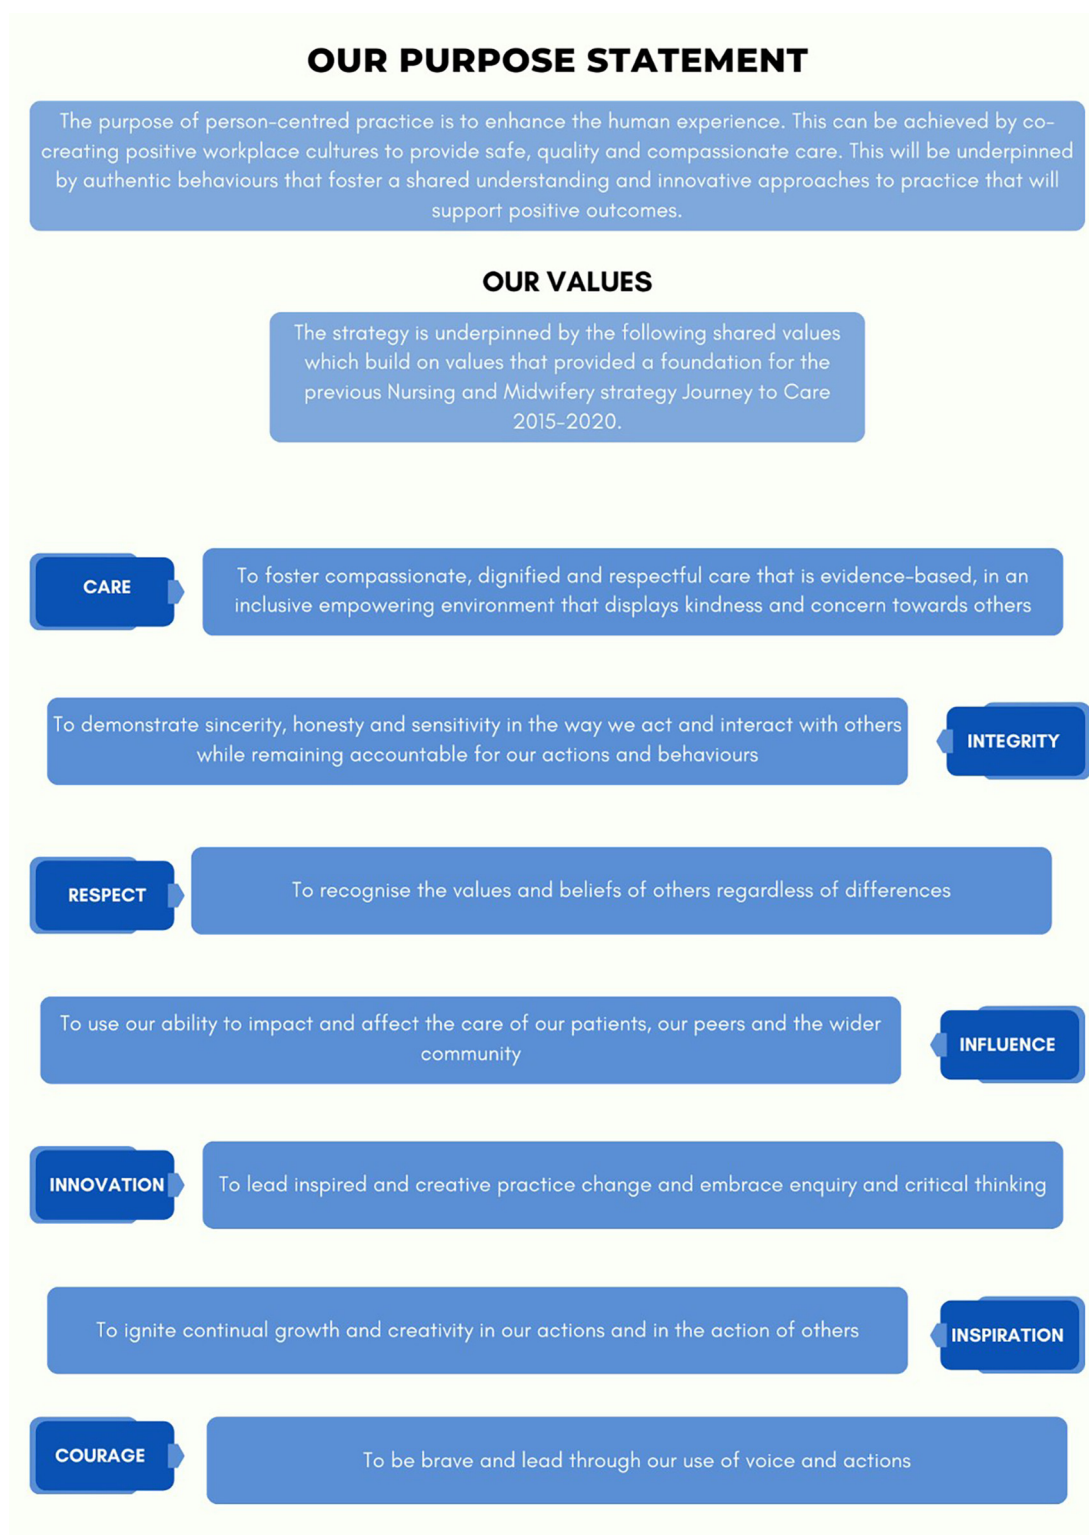 OUR PURPOSE STATEMENT
The purpose of person-centred practice is to enhance the human experience. This can be achieved by co-
creating positive workplace cultures to provide safe, quality and compassionate care. This will be underpinned
by authentic behaviours that foster a shared understanding and innovative approaches to practice that will
support positive outcomes.
OUR VALUES
The strategy is underpinned by the following shared values
which build on values that provided a foundation for the
previous Nursing and Midwifery strategy Journey to Care
2015-2020.
CARE
To foster compassionate, dignified and respectful care that is evidence-based, in an
inclusive empowering environment that displays kindness and concern towards others
To demonstrate sincerity, honesty and sensitivity in the way we act and interact with others
while remaining accountable for our actions and behaviours
INTEGRITY
RESPECT
To recognise the values and beliefs of others regardless of differences
To use our ability to impact and affect the care of our patients, our peers and the wider
community
INFLUENCE
INNOVATION
To lead inspired and creative practice change and embrace enquiry and critical thinking
To ignite continual growth and creativity in our actions and in the action of others
INSPIRATION
COURAGE
To be brave and lead through our use of voice and actions